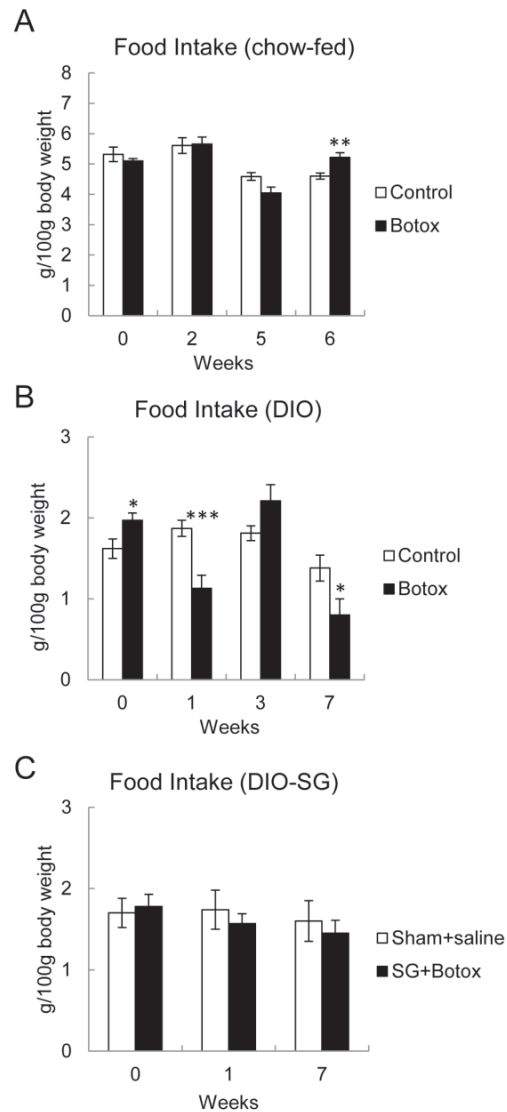 A
Food Intake (chow-fed)
8
7
6
5
4
3
2
1
0
g/100g body weight
**
Control
Botox
0 2 5 6
Weeks
B
Food Intake (DIO)
3
2
1
0
g/100g body weight
*
***
*
Control
Botox
0 1 3 7
Weeks
C
Food Intake (DIO-SG)
3
2
1
0
g/100g body weight
Sham+saline
SG+Botox
0 1 7
Weeks